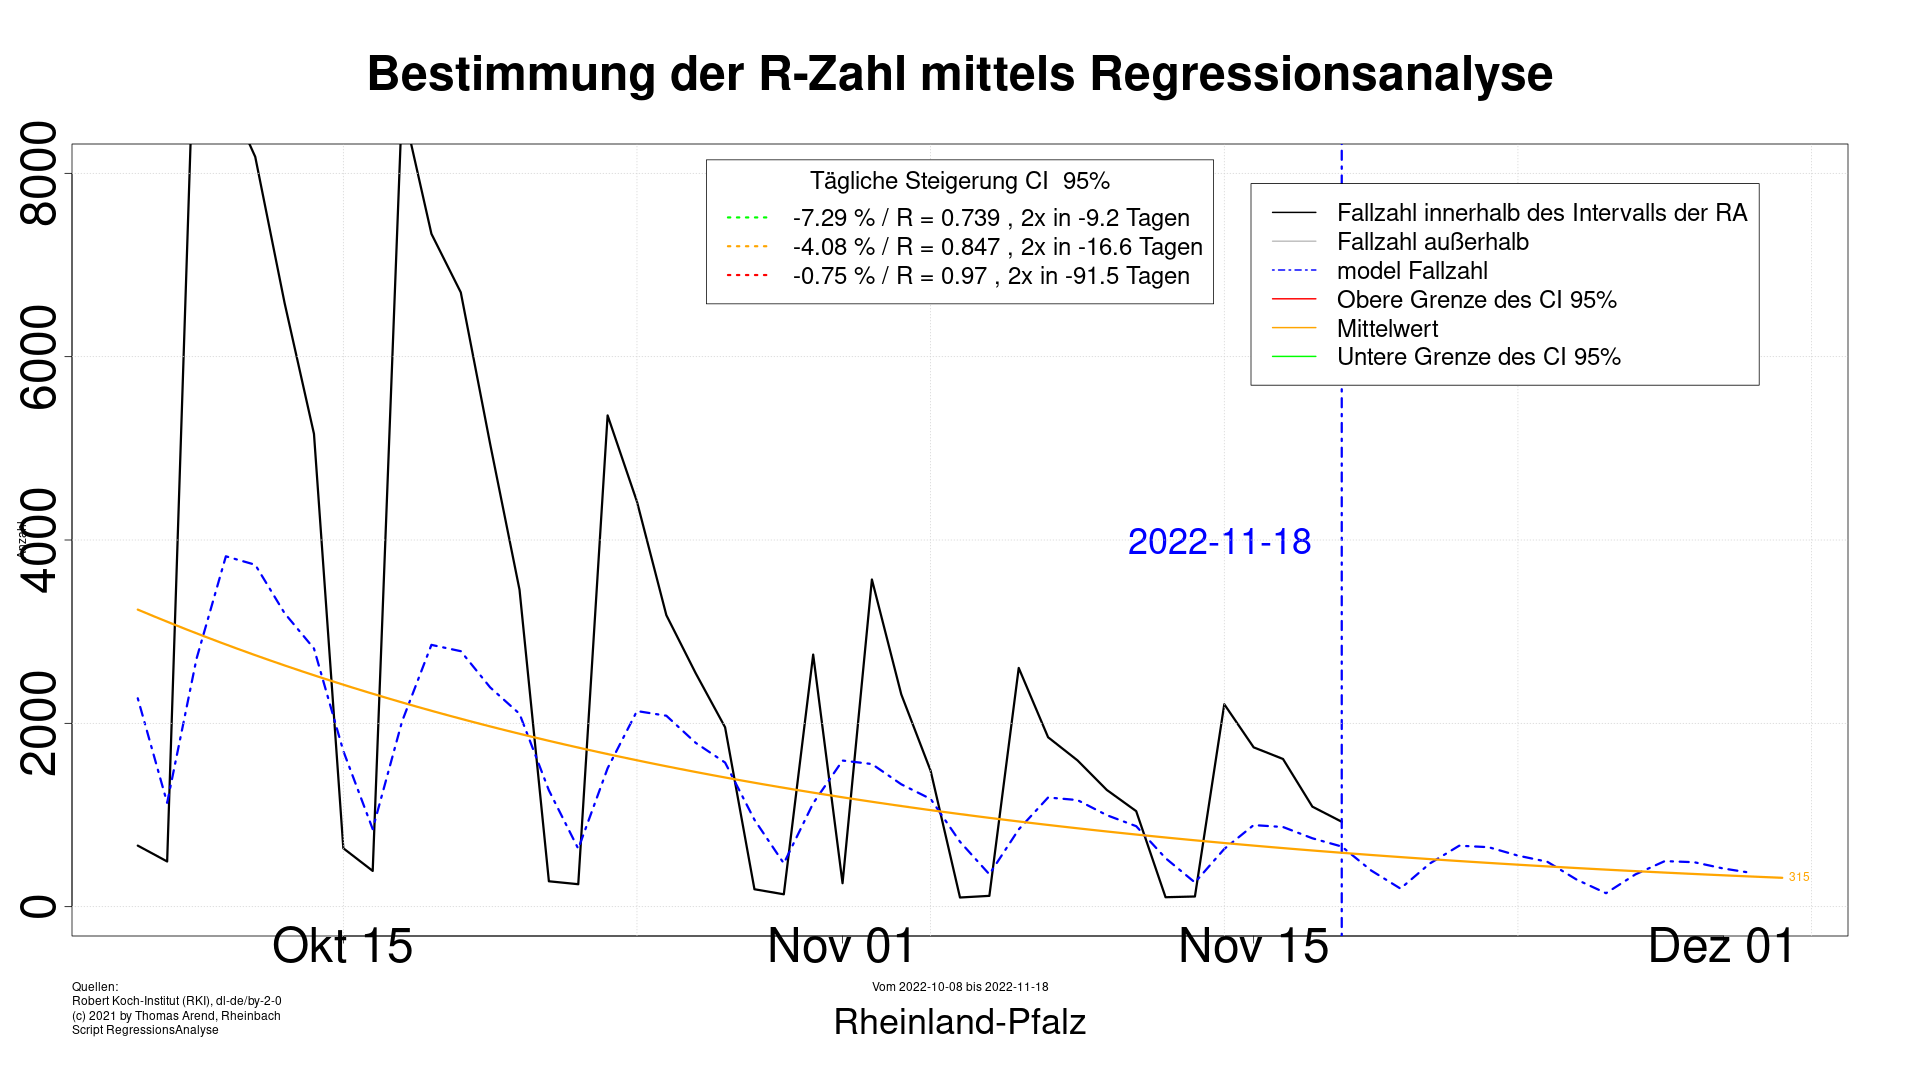 Bestimmung der R-Zahl mittels Regressionsanalyse
Anzahl
8000
6000
4000
2000
0
Tägliche Steigerung CI  95%
-7.29 % / R = 0.739 , 2x in -9.2 Tagen
-4.08 % / R = 0.847 , 2x in -16.6 Tagen
-0.75 % / R = 0.97 , 2x in -91.5 Tagen
Fallzahl innerhalb des Intervalls der RA
Fallzahl außerhalb
model Fallzahl
Obere Grenze des CI 95%
Mittelwert
Untere Grenze des CI 95%
2022-11-18
315
Okt 15
Nov 01
Nov 15
Dez 01
Quellen:
Robert Koch-Institut (RKI), dl-de/by-2-0
(c) 2021 by Thomas Arend, Rheinbach
Script RegressionsAnalyse
Vom 2022-10-08 bis 2022-11-18
Rheinland-Pfalz